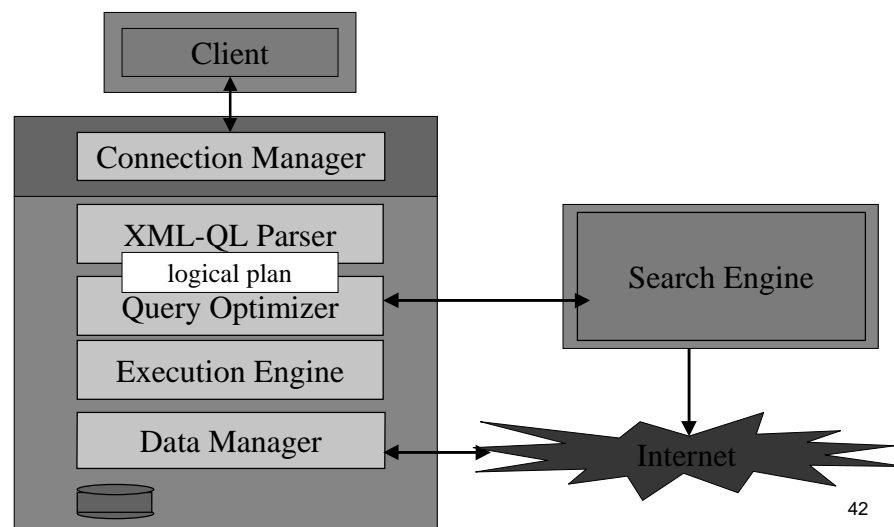 Client
Connection Manager
XML-QL Parser
logical plan
Query Optimizer
Search Engine
Execution Engine
Data Manager
Internet
42